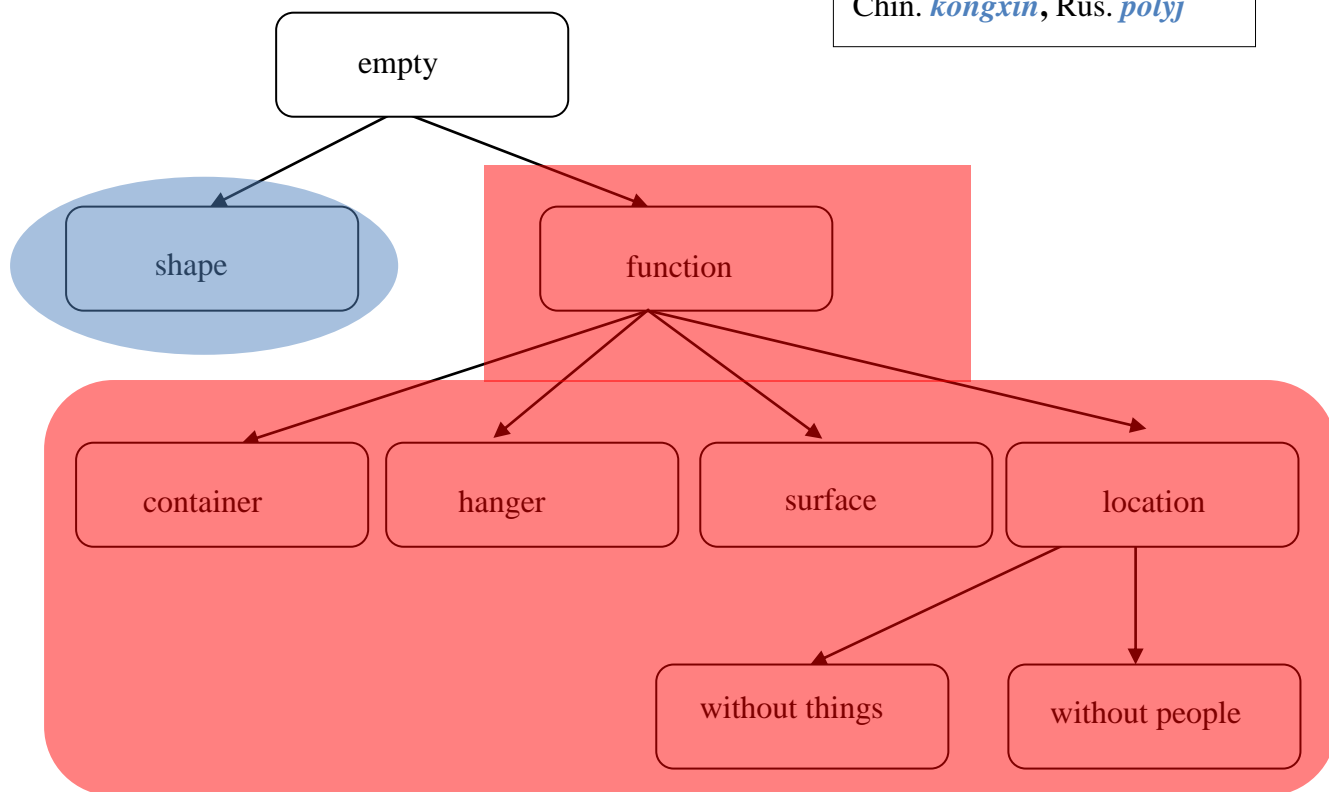 Chin. kongxin, Rus. polyj
empty
shape
function
container
hanger
surface
location
without things
without people